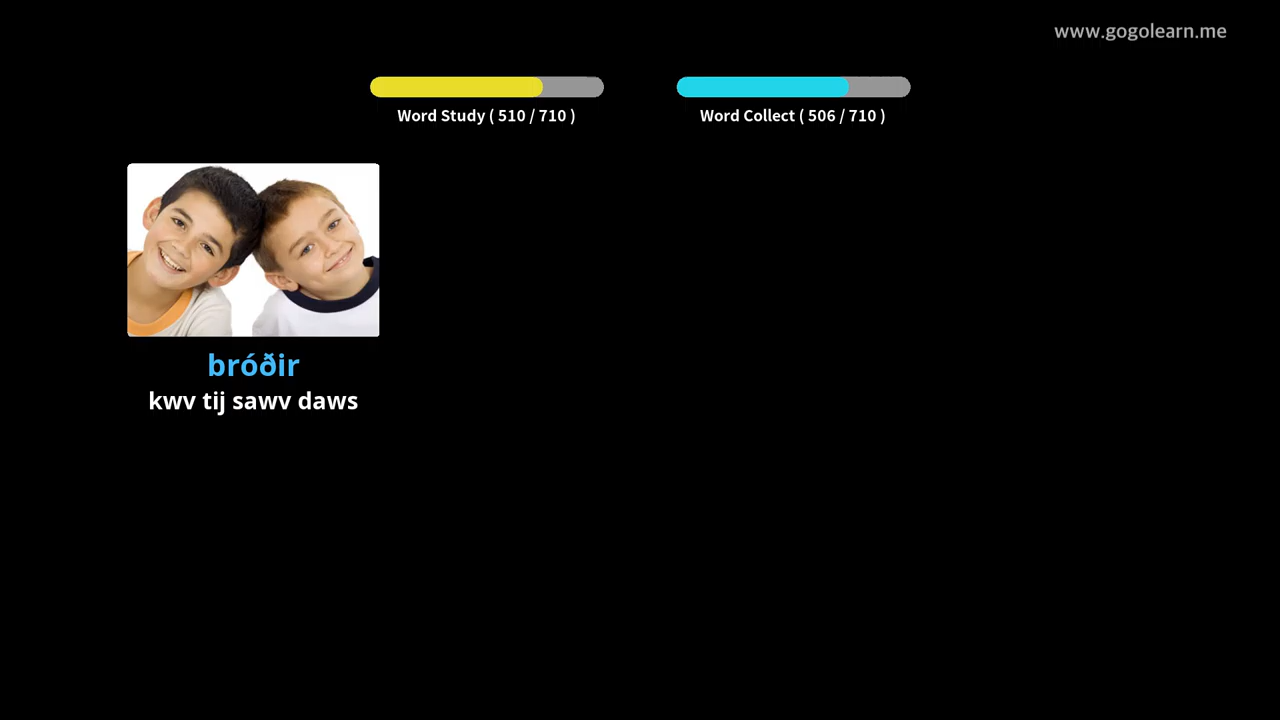 www.gogolearn.me
Word Study ( 510 / 710 )
Word Collect ( 506 / 710 )
bróðir
kwv tij sawv daws